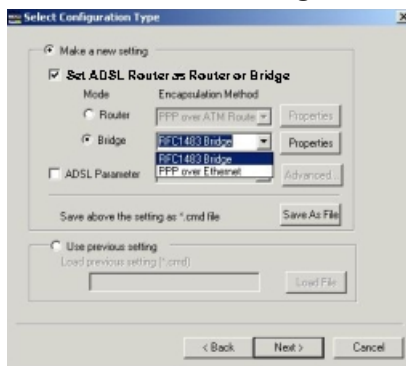 Select Configuration Type
Make a new setting
Set ADSL Router as Router or Bridge
Mode Encapsulation Method
Router PPP over ATM Route Properties
Bridge RFC1483 Bridge Properties
RFC1483 Bridge
PPP over Ethernet
ADSL Parameter Advanced...
Save above the setting as *.cmd file Save As File
Use previous setting
Load previous setting (*.cmd)
Load File
< Back Next > Cancel